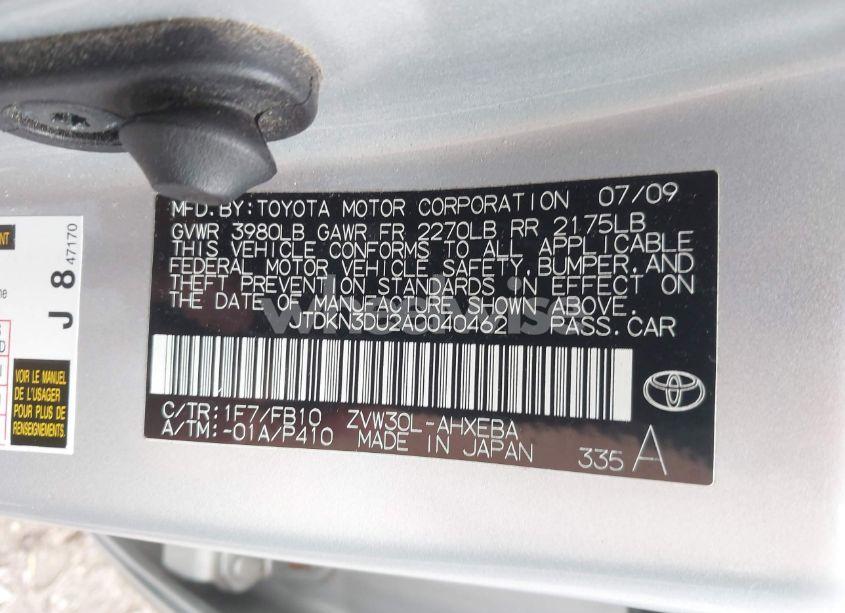 MFD.BY:TOYOTA MOTOR CORPORATION 07/09
GVWR 3980LB GAWR FR 2270LB RR 2175LB
THIS VEHICLE CONFORMS TO ALL APPLICABLE
FEDERAL MOTOR VEHICLE SAFETY,BUMPER,AND
THEFT PREVENTION STANDARDS IN EFFECT ON
THE DATE OF MANUFACTURE SHOWN ABOVE.
JTDKN3DU2A0040462 PASS.CAR
C/TR:1F7/FB10 ZVW30L-AHXEBA
A/TM:-01A/P410 MADE IN JAPAN
335 A
J 8 47170
VOIR LE MANUEL
DE L'USAGER
POUR PLUS DE
RENSEIGNEMENTS